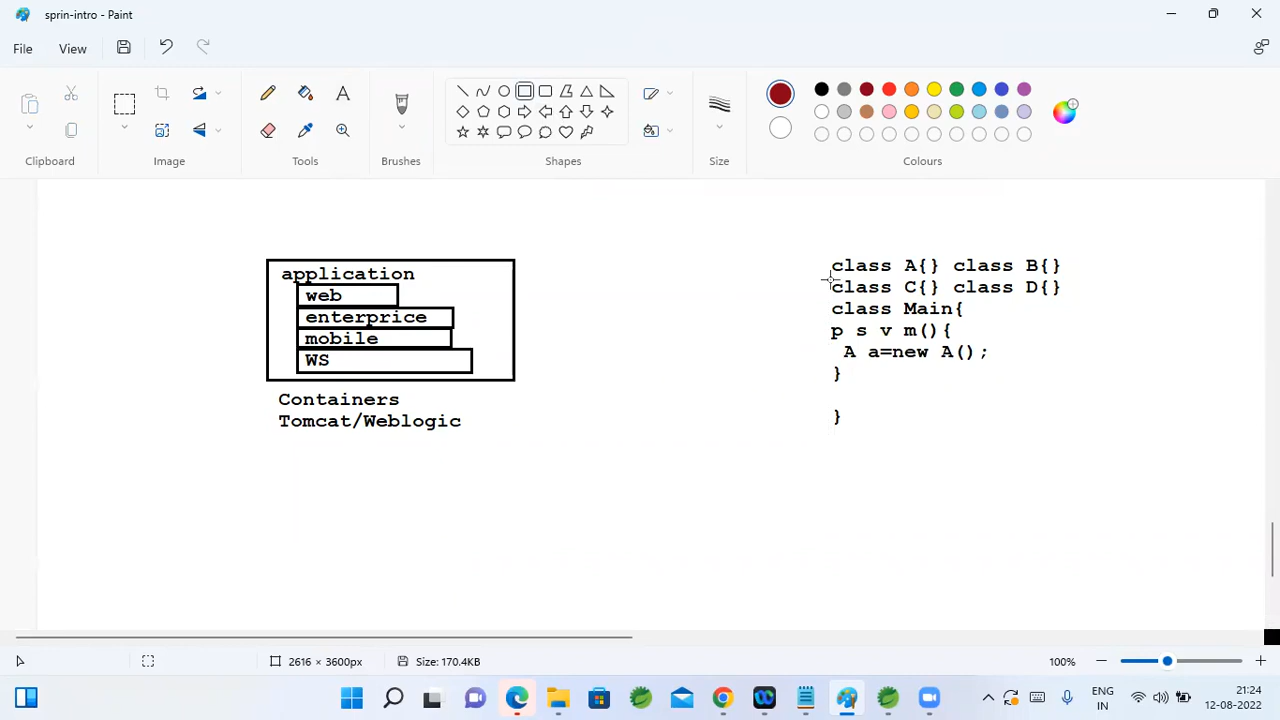 sprin-intro - Paint
File
View
Clipboard
Image
Tools
Brushes
Shapes
Size
Colours
application
web
enterprice
mobile
WS
Containers
Tomcat/Weblogic
class A{} class B{}
class C{} class D{}
class Main{
p s v m(){
A a=new A();
}
}
2616 × 3600px
Size: 170.4KB
100%
ENG
IN
21:24
12-08-2022